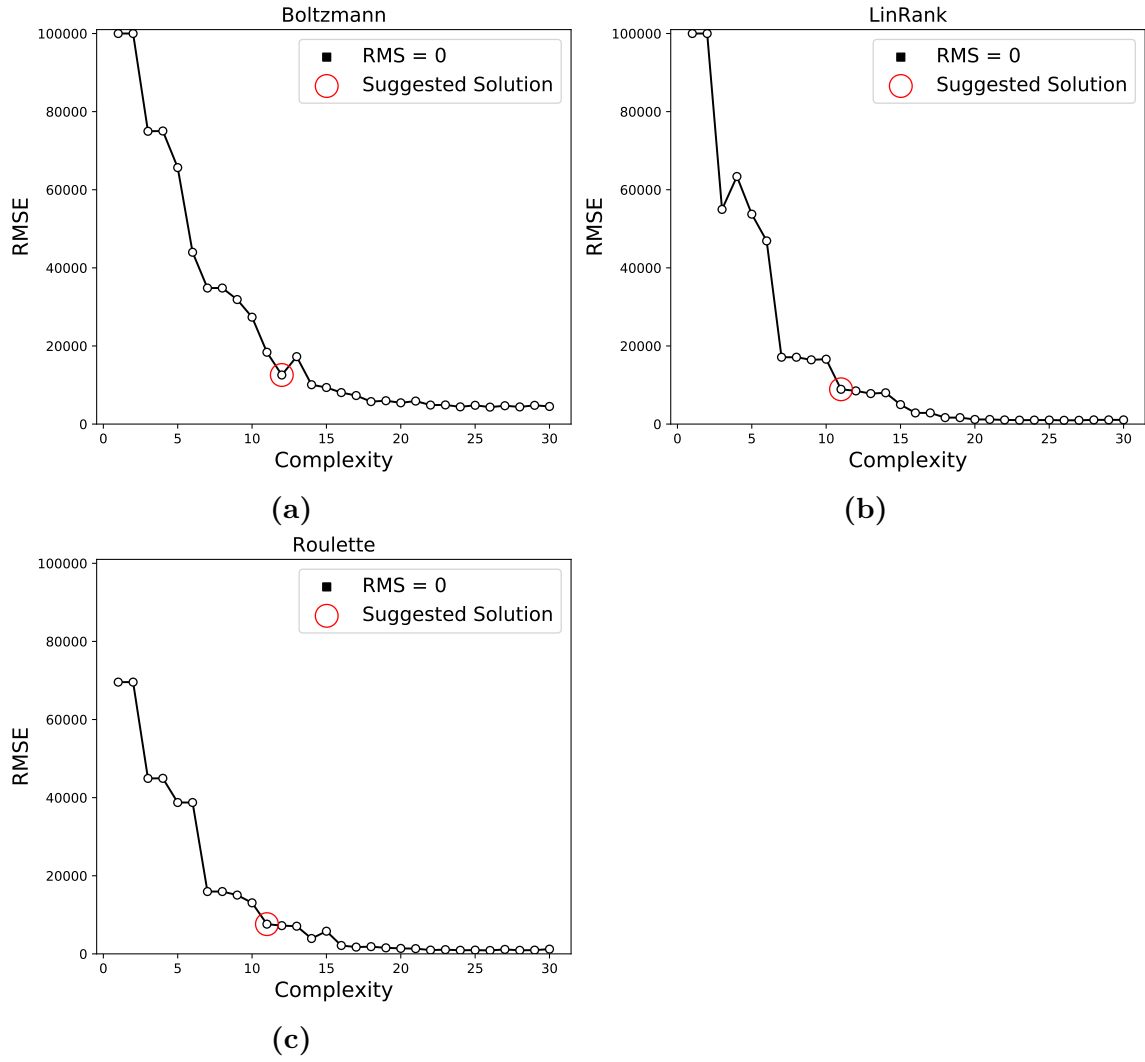 Boltzmann
RMS = 0
Suggested Solution
100000
80000
60000
40000
20000
0
RMSE
0 5 10 15 20 25 30
Complexity
(a)
LinRank
RMS = 0
Suggested Solution
100000
80000
60000
40000
20000
0
RMSE
0 5 10 15 20 25 30
Complexity
(b)
Roulette
RMS = 0
Suggested Solution
100000
80000
60000
40000
20000
0
RMSE
0 5 10 15 20 25 30
Complexity
(c)